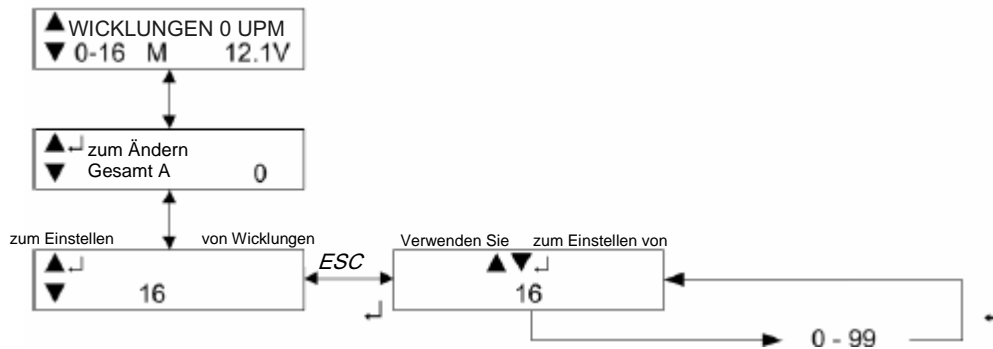 ▲WICKLUNGEN 0 UPM
▼ 0-16 M 12.1V
▲↵ zum Ändern
▼ Gesamt A 0
zum Einstellen von Wicklungen
▲↵
▼ 16
ESC
↵
Verwenden Sie zum Einstellen von
▲▼↵
16
0 - 99